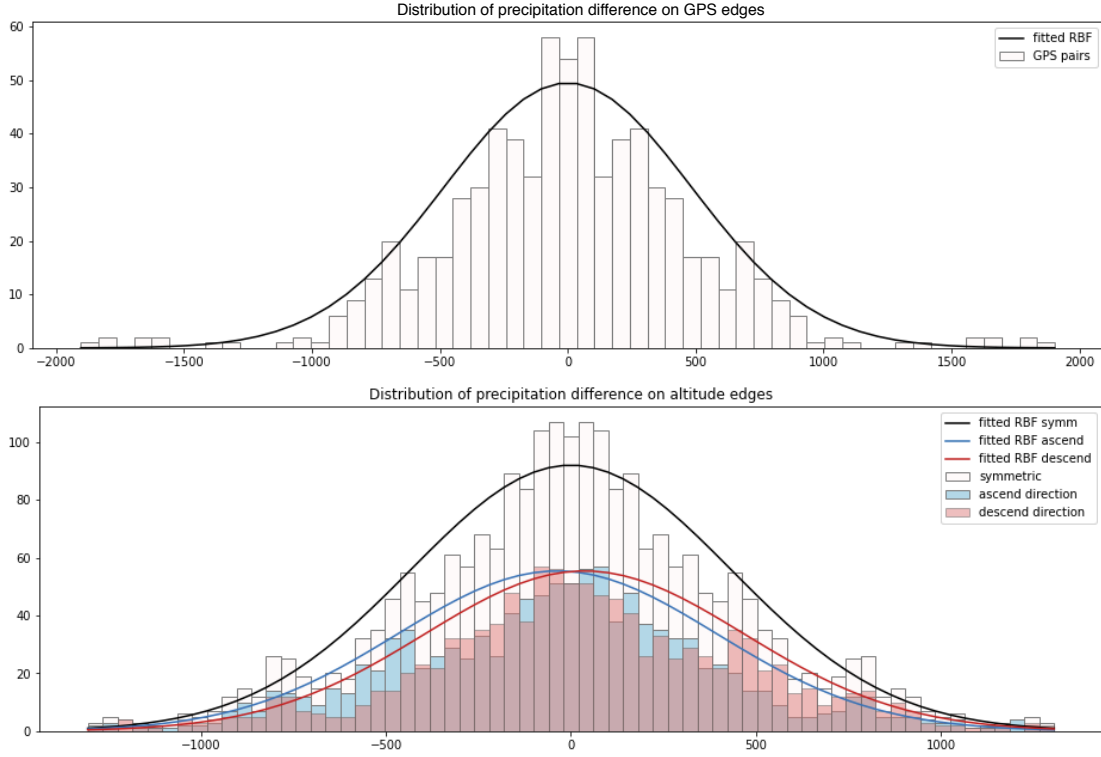 Distribution of precipitation difference on GPS edges
60
50
40
30
20
10
0
−2000 −1500 −1000 −500 0 500 1000 1500 2000
fitted RBF
GPS pairs
Distribution of precipitation difference on altitude edges
100
80
60
40
20
0
−1000 −500 0 500 1000
fitted RBF symm
fitted RBF ascend
fitted RBF descend
symmetric
ascend direction
descend direction